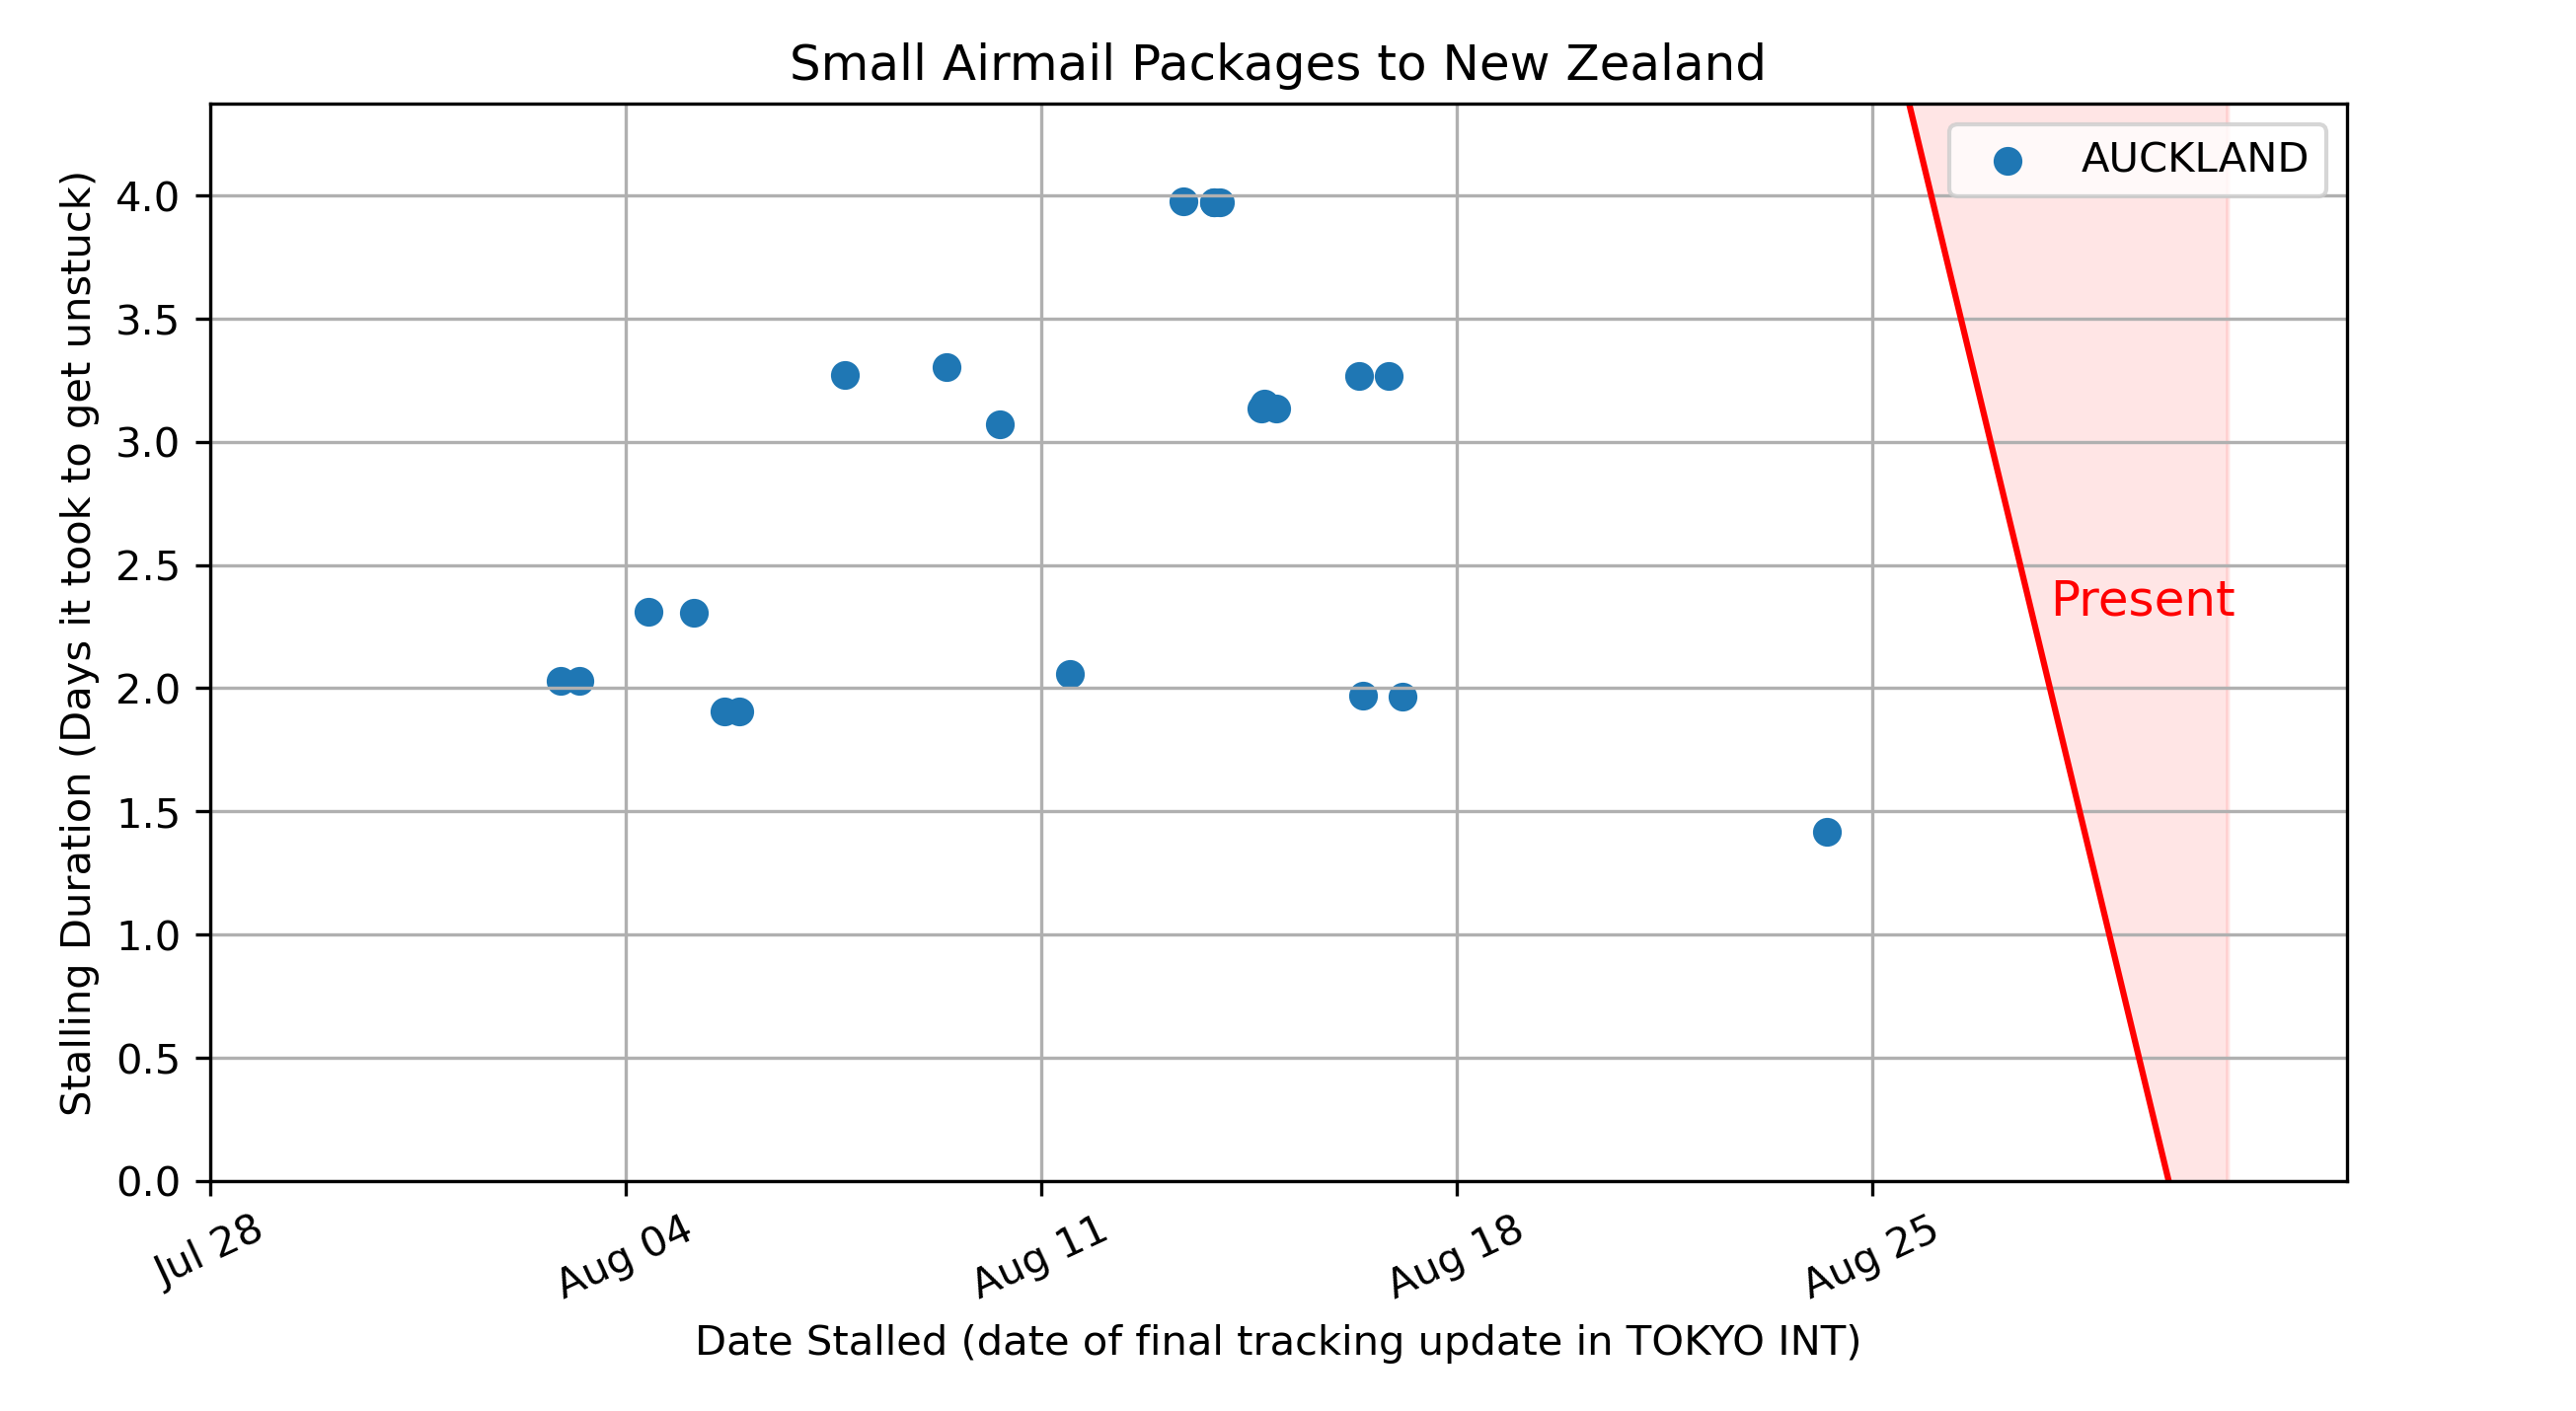 Small Airmail Packages to New Zealand
AUCKLAND
Stalling Duration (Days it took to get unstuck)
4.0
3.5
3.0
2.5
2.0
1.5
1.0
0.5
0.0
Present
Jul 28
Aug 04
Aug 11
Aug 18
Aug 25
Date Stalled (date of final tracking update in TOKYO INT)